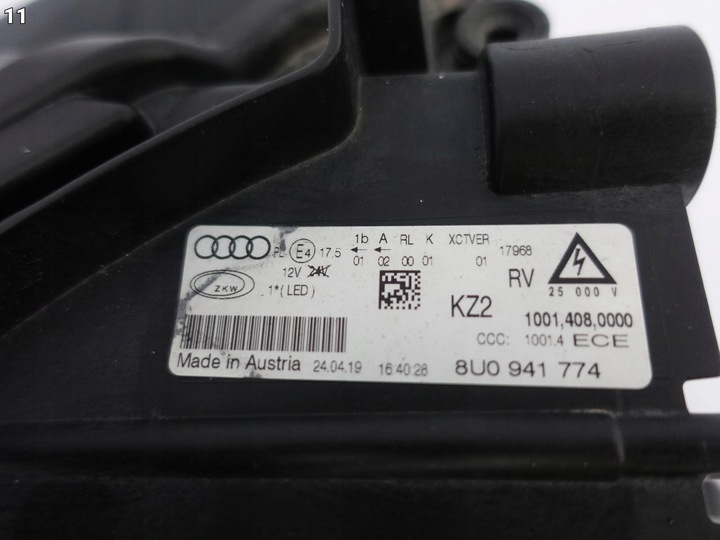 11
1b A RL K XCTVER
PL E4 17.5 01 02 00 01 01 17968
12V 24V
ZKW 1*(LED)
RV 25 000 V
KZ2 1001,408,0000
CCC: 1001.4 ECE
Made in Austria 24.04.19 16:40:28 8U0 941 774